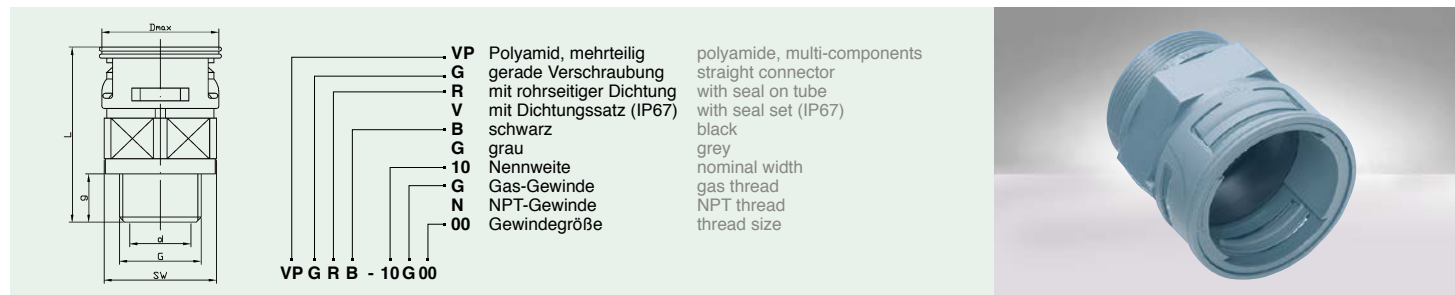 Dmax
L
g
d
G
SW
VP Polyamid, mehrteilig polyamide, multi-components
G gerade Verschraubung straight connector
R mit rohrseitiger Dichtung with seal on tube
V mit Dichtungssatz (IP67) with seal set (IP67)
B schwarz black
G grau grey
10 Nennweite nominal width
G Gas-Gewinde gas thread
N NPT-Gewinde NPT thread
00 Gewindegröße thread size
VP G R B - 10 G 00